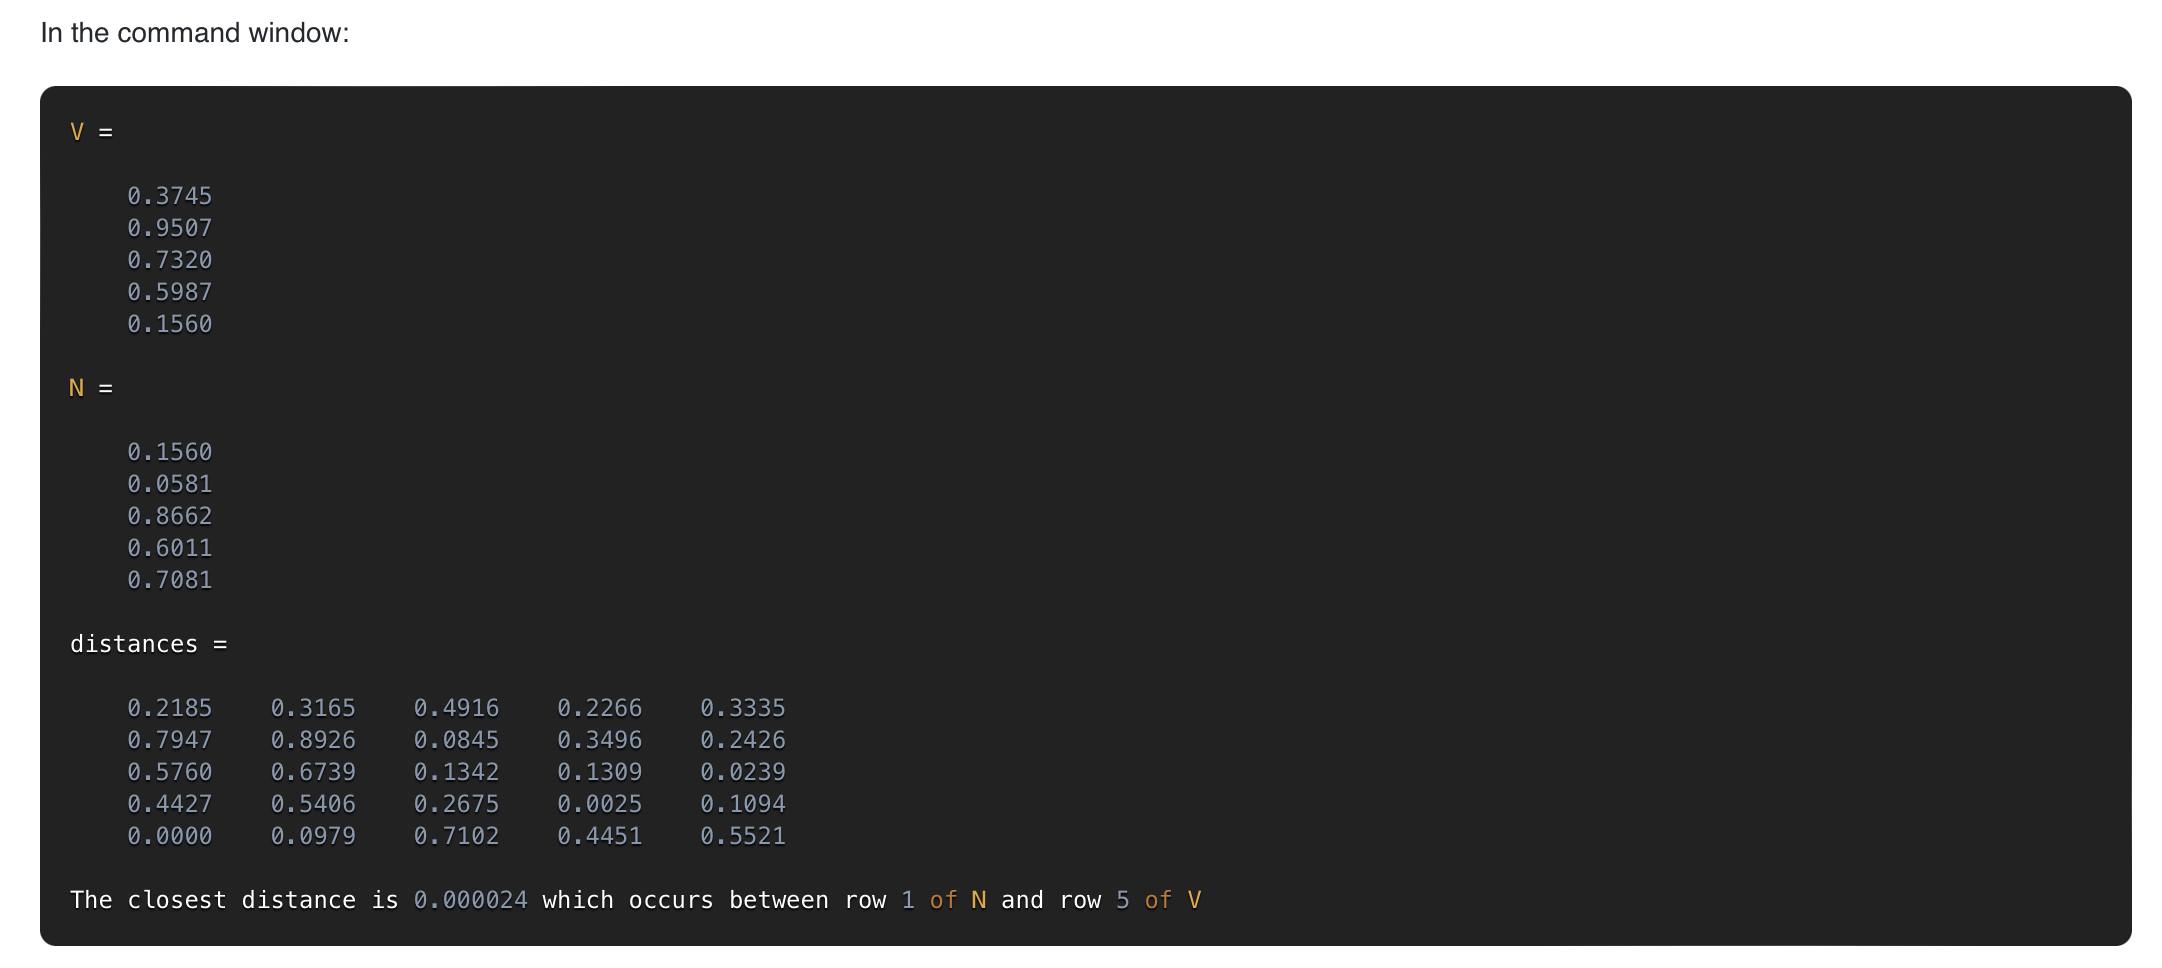 In the command window:
V =
0.3745
0.9507
0.7320
0.5987
0.1560
N =
0.1560
0.0581
0.8662
0.6011
0.7081
distances =
0.2185 0.3165 0.4916 0.2266 0.3335
0.7947 0.8926 0.0845 0.3496 0.2426
0.5760 0.6739 0.1342 0.1309 0.0239
0.4427 0.5406 0.2675 0.0025 0.1094
0.0000 0.0979 0.7102 0.4451 0.5521
The closest distance is 0.000024 which occurs between row 1 of N and row 5 of V